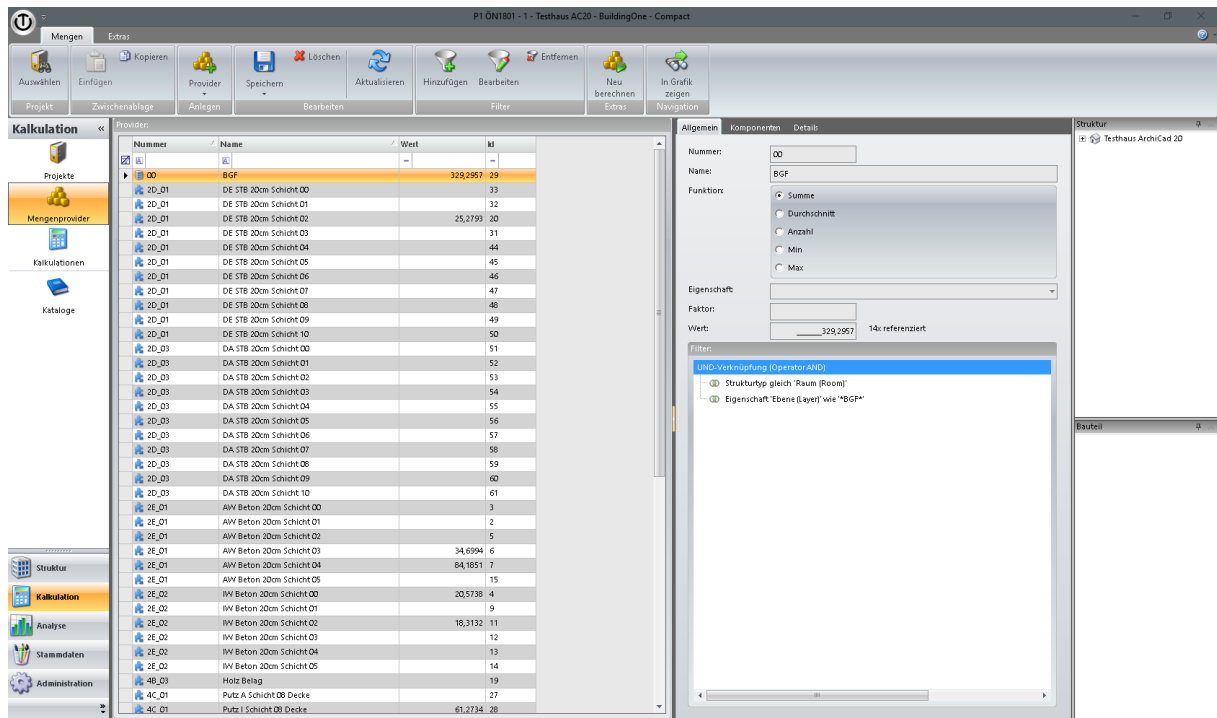 P1 ÖN1801 - 1 - Testhaus AC20 - BuildingOne - Compact
Mengen Extras
Auswählen Einfügen Kopieren Provider Speichern Löschen Aktualisieren Hinzufügen Bearbeiten Entfernen Neu berechnen In Grafik zeigen
Projekt Zwischenablage Anlegen Bearbeiten Filter Extras Navigation
Kalkulation «
Projekte
Mengenprovider
Kalkulationen
Kataloge
Struktur
Kalkulation
Analyse
Stammdaten
Administration
Provider:
Nummer Name Wert Id
00 BGF 329,2957 29
2D_01 DE STB 20cm Schicht 00 33
2D_01 DE STB 20cm Schicht 01 32
2D_01 DE STB 20cm Schicht 02 25,2793 20
2D_01 DE STB 20cm Schicht 03 31
2D_01 DE STB 20cm Schicht 04 44
2D_01 DE STB 20cm Schicht 05 45
2D_01 DE STB 20cm Schicht 06 46
2D_01 DE STB 20cm Schicht 07 47
2D_01 DE STB 20cm Schicht 08 48
2D_01 DE STB 20cm Schicht 09 49
2D_01 DE STB 20cm Schicht 10 50
2D_03 DA STB 20cm Schicht 00 51
2D_03 DA STB 20cm Schicht 01 52
2D_03 DA STB 20cm Schicht 02 53
2D_03 DA STB 20cm Schicht 03 54
2D_03 DA STB 20cm Schicht 04 55
2D_03 DA STB 20cm Schicht 05 56
2D_03 DA STB 20cm Schicht 06 57
2D_03 DA STB 20cm Schicht 07 58
2D_03 DA STB 20cm Schicht 08 59
2D_03 DA STB 20cm Schicht 09 60
2D_03 DA STB 20cm Schicht 10 61
2E_01 AW Beton 20cm Schicht 00 3
2E_01 AW Beton 20cm Schicht 01 2
2E_01 AW Beton 20cm Schicht 02 5
2E_01 AW Beton 20cm Schicht 03 34,6994 6
2E_01 AW Beton 20cm Schicht 04 84,1851 7
2E_01 AW Beton 20cm Schicht 05 15
2E_02 IW Beton 20cm Schicht 00 20,5738 4
2E_02 IW Beton 20cm Schicht 01 9
2E_02 IW Beton 20cm Schicht 02 18,3132 11
2E_02 IW Beton 20cm Schicht 03 12
2E_02 IW Beton 20cm Schicht 04 13
2E_02 IW Beton 20cm Schicht 05 14
4B_03 Holz Belag 19
4C_01 Putz A Schicht 08 Decke 27
4C_01 Putz I Schicht 08 Decke 61,2734 28
Allgemein Komponenten Details
Nummer: 00
Name: BGF
Funktion: Summe
Durchschnitt
Anzahl
Min
Max
Eigenschaft:
Faktor:
Wert: _____329,2957 14x referenziert
Filter:
UND-Verknüpfung (Operator AND)
Strukturtyp gleich 'Raum (Room)'
Eigenschaft 'Ebene (Layer)' wie '*BGF*'
Struktur
Testhaus ArchiCad 20
Bauteil